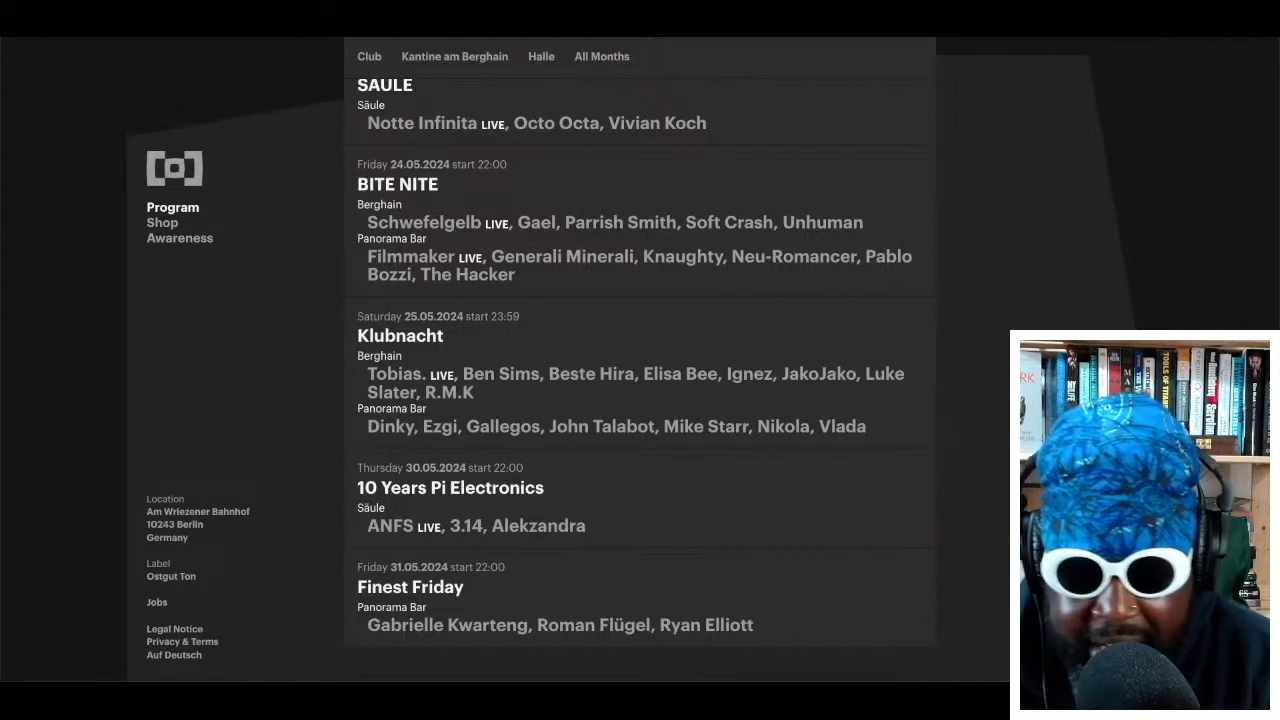 Club Kantine am Berghain Halle All Months
SÄULE
Säule
Notte Infinita LIVE, Octo Octa, Vivian Koch
Friday 24.05.2024 start 22:00
BITE NITE
Berghain
Schwefelgelb LIVE, Gael, Parrish Smith, Soft Crash, Unhuman
Panorama Bar
Filmmaker LIVE, Generali Minerali, Knaughty, Neu-Romancer, Pablo
Bozzi, The Hacker
Saturday 25.05.2024 start 23:59
Klubnacht
Berghain
Tobias. LIVE, Ben Sims, Beste Hira, Elisa Bee, Ignez, JakoJako, Luke
Slater, R.M.K
Panorama Bar
Dinky, Ezgi, Gallegos, John Talabot, Mike Starr, Nikola, Vlada
Thursday 30.05.2024 start 22:00
10 Years Pi Electronics
Säule
ANFS LIVE, 3.14, Alekzandra
Friday 31.05.2024 start 22:00
Finest Friday
Panorama Bar
Gabrielle Kwarteng, Roman Flügel, Ryan Elliott
Program
Shop
Awareness
Location
Am Wriezener Bahnhof
10243 Berlin
Germany
Label
Ostgut Ton
Jobs
Legal Notice
Privacy & Terms
Auf Deutsch
RK
TOOLS OF TITANS